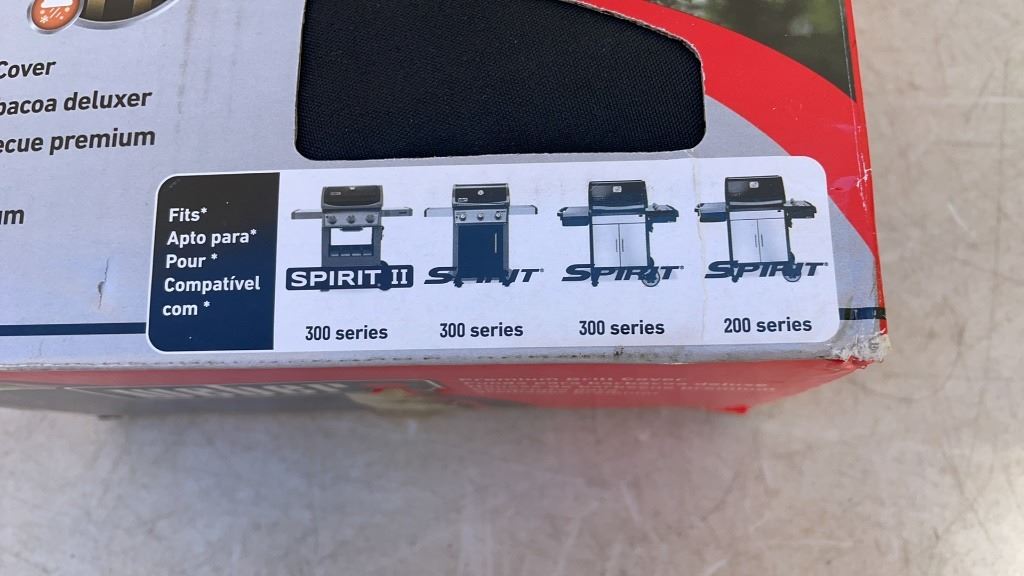 Cover
bacoa deluxer
ecue premium
um
Fits*
Apto para*
Pour *
Compatível
com *
SPIRIT II
300 series
SPIRIT
300 series
SPIRIT
300 series
SPIRIT
200 series